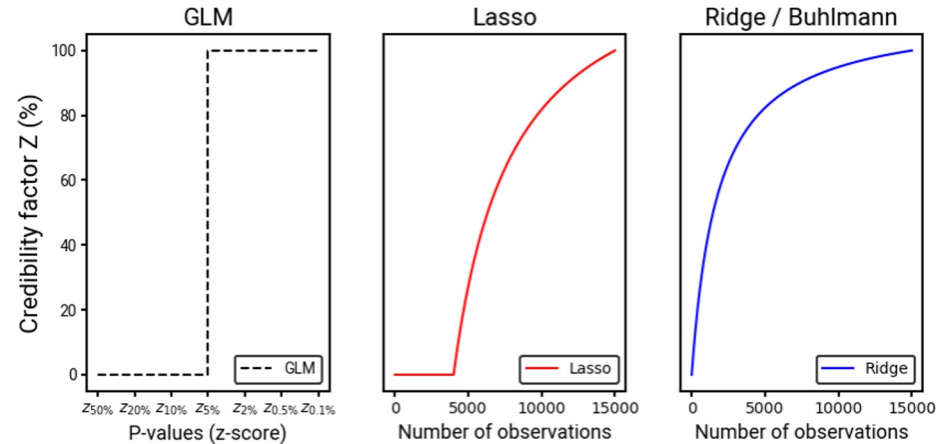 GLM
Lasso
Ridge / Buhlmann
Credibility factor Z (%)
100
80
60
40
20
0
GLM
Lasso
Ridge
z50% z20% z10% z5% z2% z0.5% z0.1%
0 5000 10000 15000
0 5000 10000 15000
P-values (z-score)
Number of observations
Number of observations